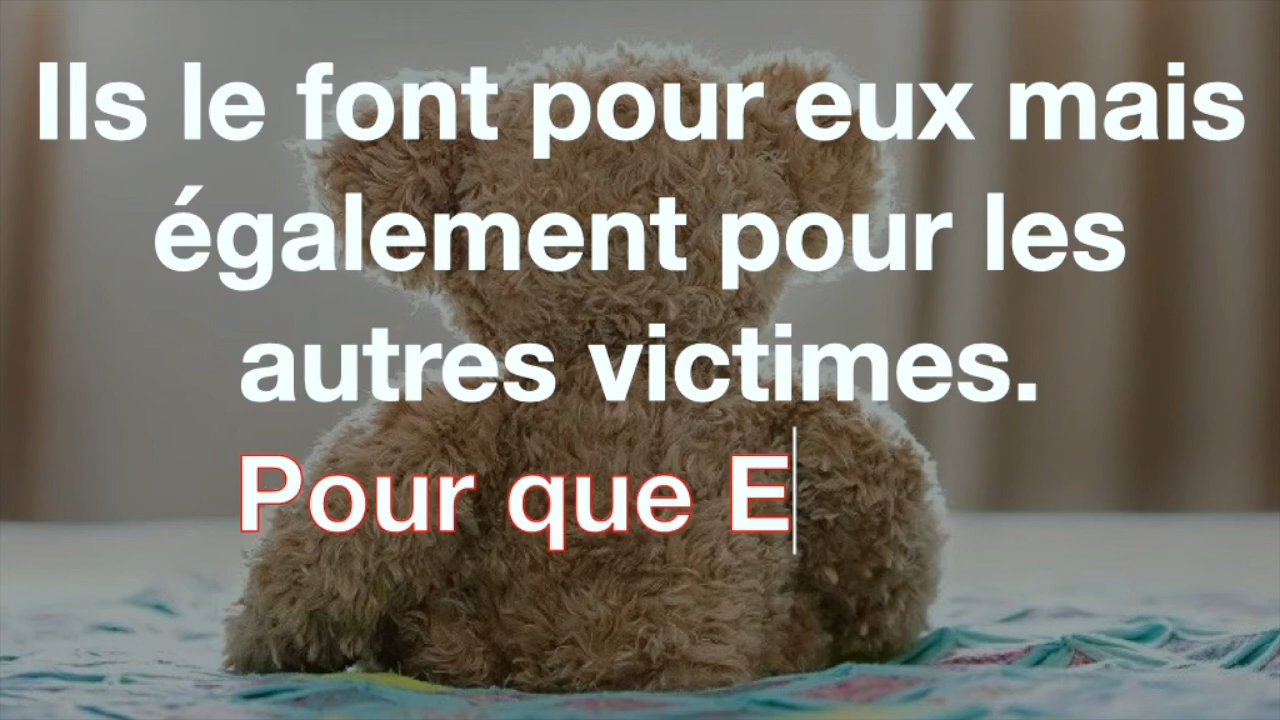 Ils le font pour eux mais
également pour les
autres victimes.
Pour que E